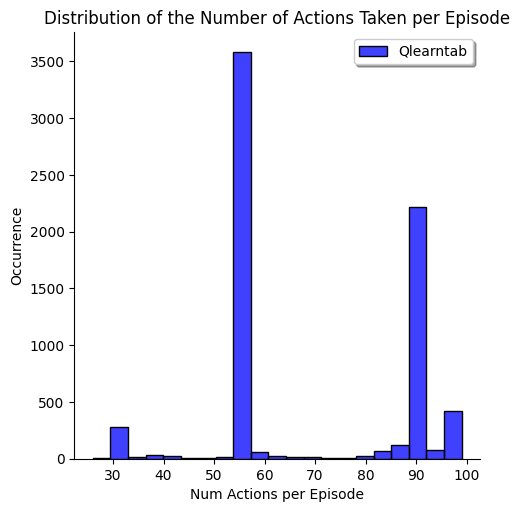 Distribution of the Number of Actions Taken per Episode
Qlearntab
3500
3000
2500
2000
1500
1000
500
0
Occurrence
30 40 50 60 70 80 90 100
Num Actions per Episode